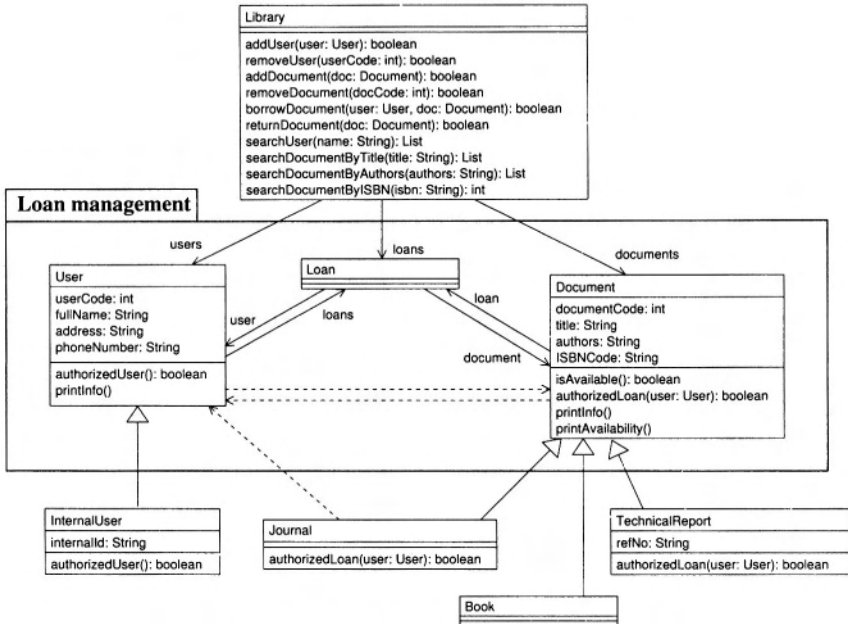 Library
addUser(user: User): boolean
removeUser(userCode: int): boolean
addDocument(doc: Document): boolean
removeDocument(docCode: int): boolean
borrowDocument(user: User, doc: Document): boolean
returnDocument(doc: Document): boolean
searchUser(name: String): List
searchDocumentByTitle(title: String): List
searchDocumentByAuthors(authors: String): List
searchDocumentByISBN(isbn: String): int
Loan management
users
loans
documents
User
userCode: int
fullName: String
address: String
phoneNumber: String
authorizedUser(): boolean
printInfo()
Loan
user
loans
loan
document
Document
documentCode: int
title: String
authors: String
ISBNCode: String
isAvailable(): boolean
authorizedLoan(user: User): boolean
printInfo()
printAvailability()
InternalUser
internalId: String
authorizedUser(): boolean
Journal
authorizedLoan(user: User): boolean
TechnicalReport
refNo: String
authorizedLoan(user: User): boolean
Book